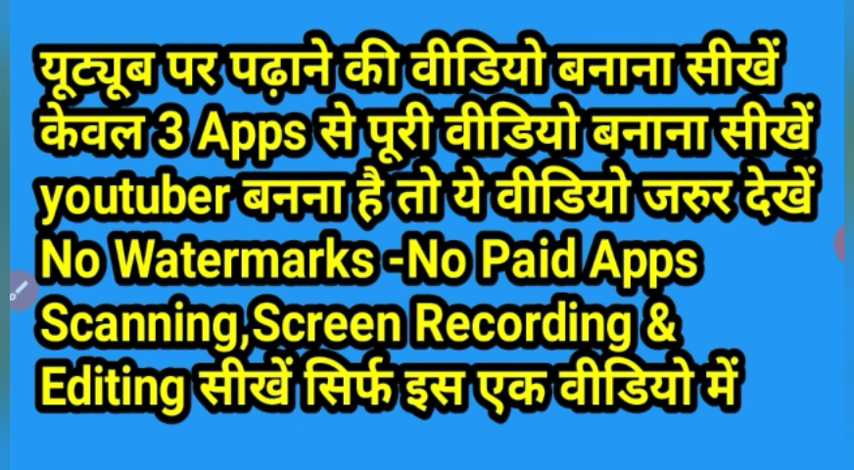 यूट्यूब पर पढ़ाने की वीडियो बनाना सीखें
केवल 3 Apps से पूरी वीडियो बनाना सीखें
youtuber बनना है तो ये वीडियो जरुर देखें
No Watermarks -No Paid Apps
Scanning,Screen Recording &
Editing सीखें सिर्फ इस एक वीडियो में